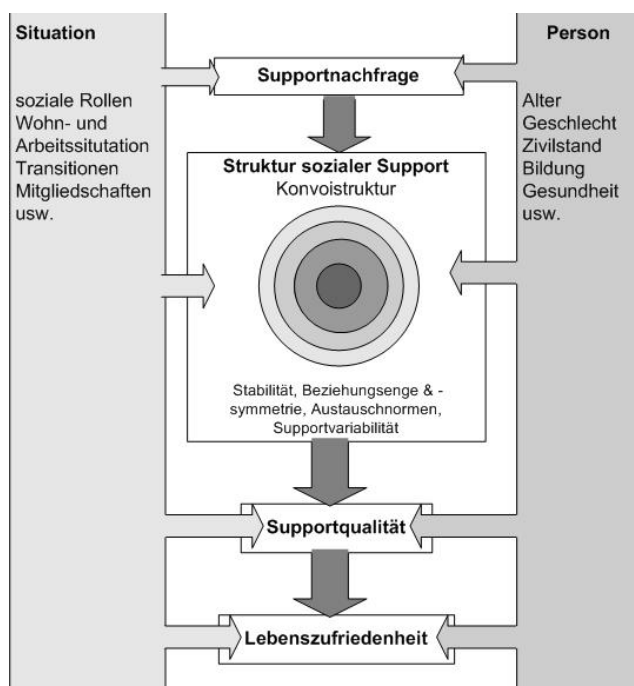 Situation
soziale Rollen
Wohn- und
Arbeitssitutation
Transitionen
Mitgliedschaften
usw.
Person
Alter
Geschlecht
Zivilstand
Bildung
Gesundheit
usw.
Supportnachfrage
Struktur sozialer Support
Konvoistruktur
Stabilität, Beziehungsenge & -
symmetrie, Austauschnormen,
Supportvariabilität
Supportqualität
Lebenszufriedenheit